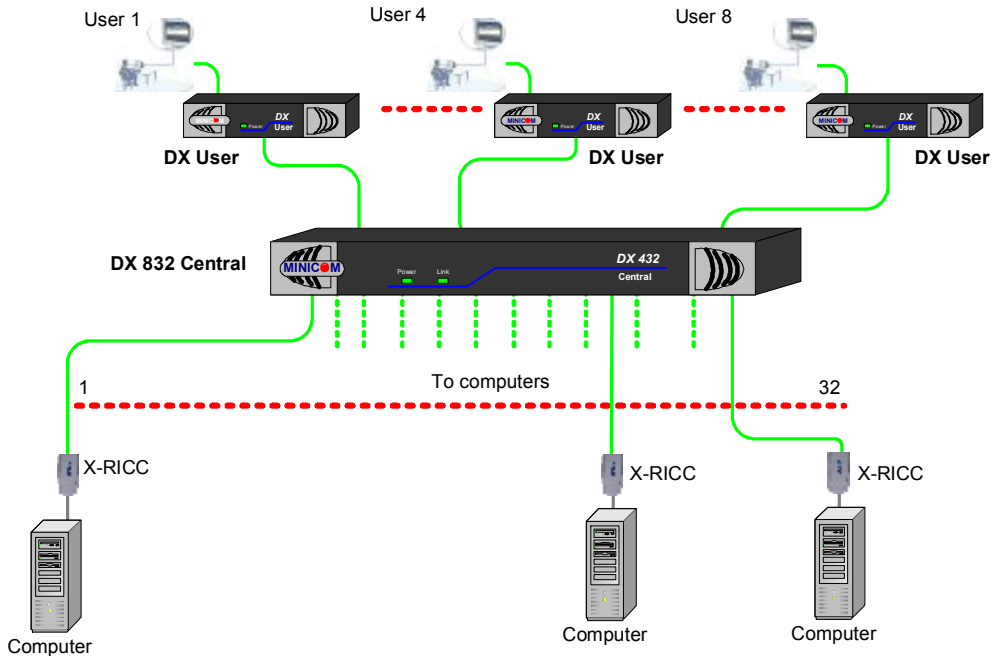 User 1
User 4
User 8
MINIC
Power
DX
User
MINICOM
Power
DX
User
MINICOM
Power
DX
User
DX User
DX User
DX User
DX 832 Central
MINICOM
Power
Link
DX 432
Central
To computers
1
32
X-RICC
X-RICC
X-RICC
Computer
Computer
Computer